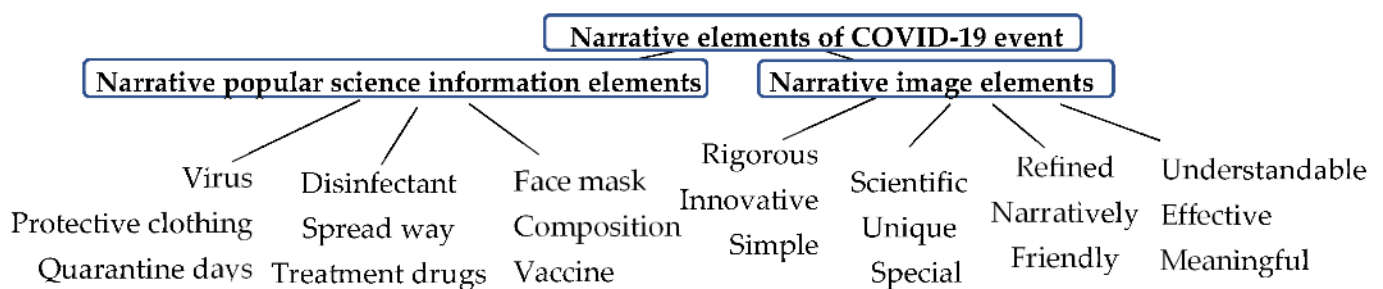 Narrative elements of COVID-19 event
Narrative popular science information elements
Narrative image elements
Virus
Protective clothing
Quarantine days
Disinfectant
Spread way
Treatment drugs
Face mask
Composition
Vaccine
Rigorous
Innovative
Simple
Scientific
Unique
Special
Refined
Narratively
Friendly
Understandable
Effective
Meaningful